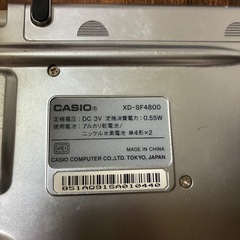 CASIO® XD-SF4800
定格電圧：DC 3V 定格消費電力：0.55W
使用電池：アルカリ乾電池/
ニッケル水素電池 単4形×2
MADE IN CHINA
CASIO COMPUTER CO.,LTD. TOKYO, JAPAN
851AQ915A010440